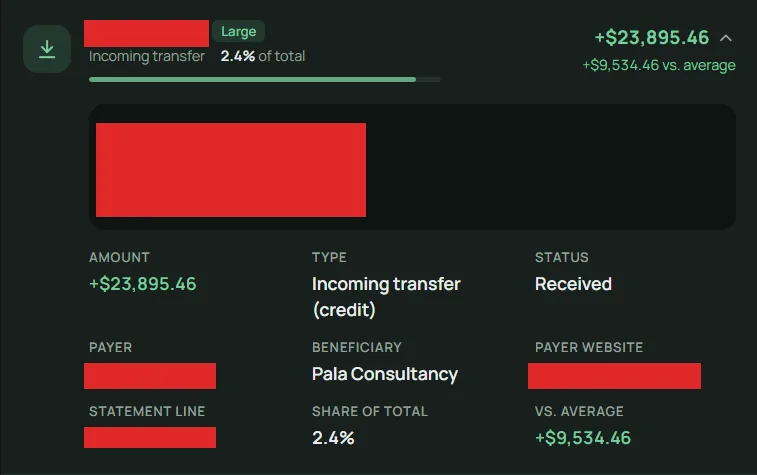 Large
+$23,895.46
Incoming transfer 2.4% of total
+$9,534.46 vs. average
AMOUNT TYPE STATUS
+$23,895.46 Incoming transfer Received
(credit)
PAYER BENEFICIARY PAYER WEBSITE
Pala Consultancy
STATEMENT LINE SHARE OF TOTAL VS. AVERAGE
2.4% +$9,534.46